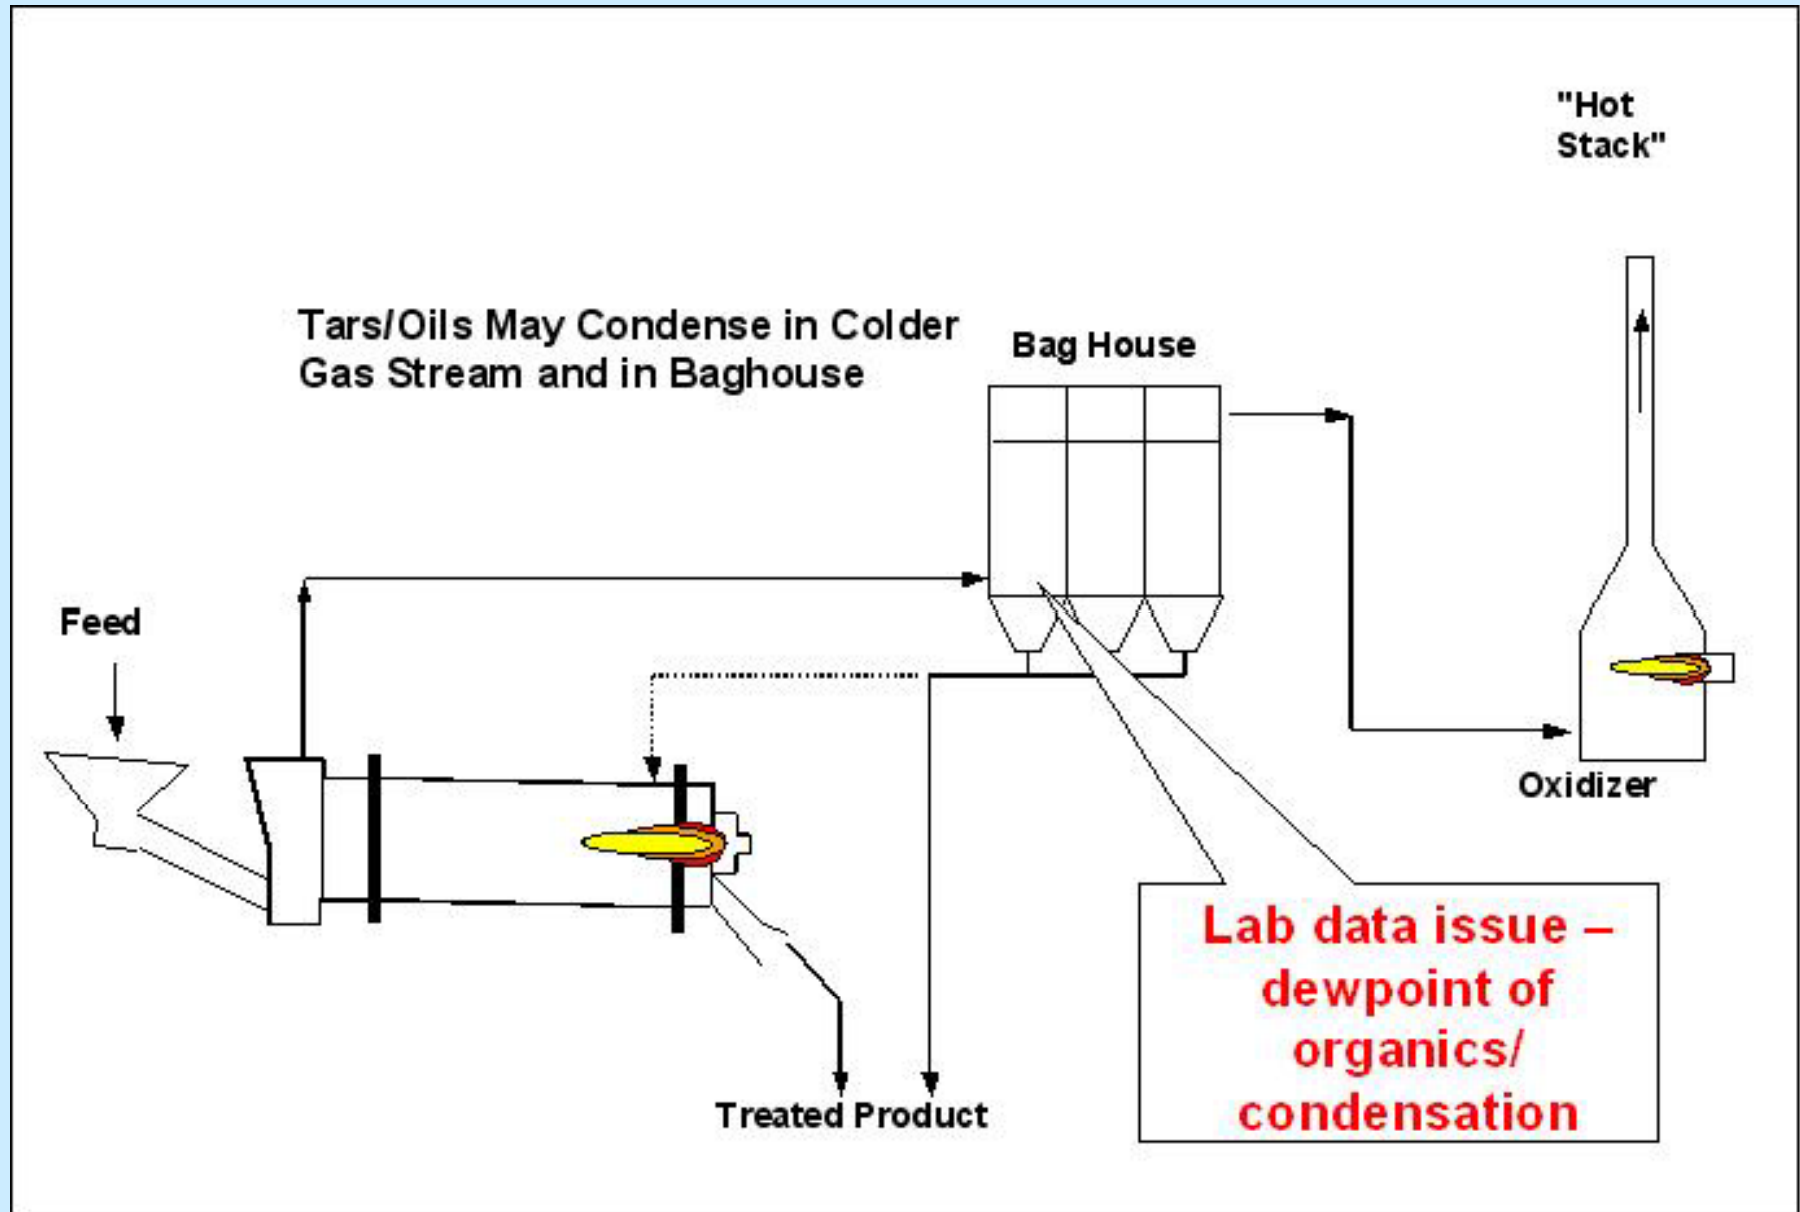 "Hot
Stack"
Tars/Oils May Condense in Colder
Gas Stream and in Baghouse
Bag House
Feed
Oxidizer
Lab data issue –
dewpoint of
organics/
condensation
Treated Product